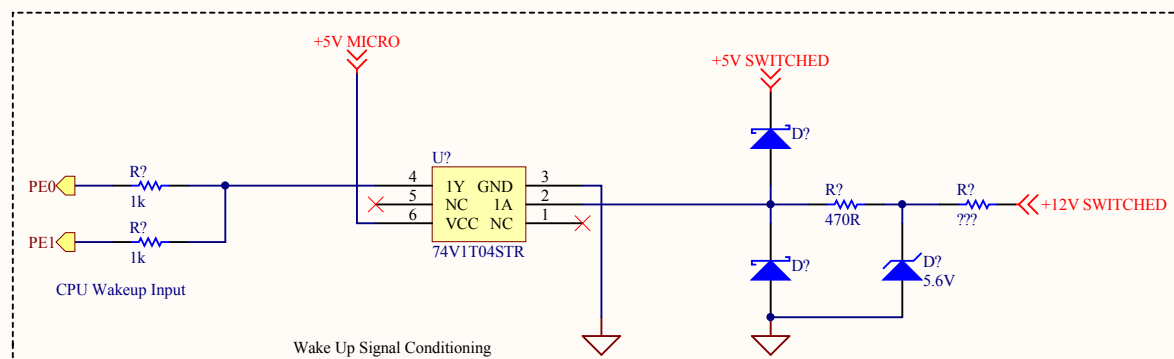 +5V MICRO
+5V SWITCHED
D?
U?
PE0
R?
1k
4
1Y
GND
3
5
NC
1A
2
6
VCC
NC
1
74V1T04STR
R?
470R
R?
???
+12V SWITCHED
PE1
R?
1k
D?
D?
5.6V
CPU Wakeup Input
Wake Up Signal Conditioning